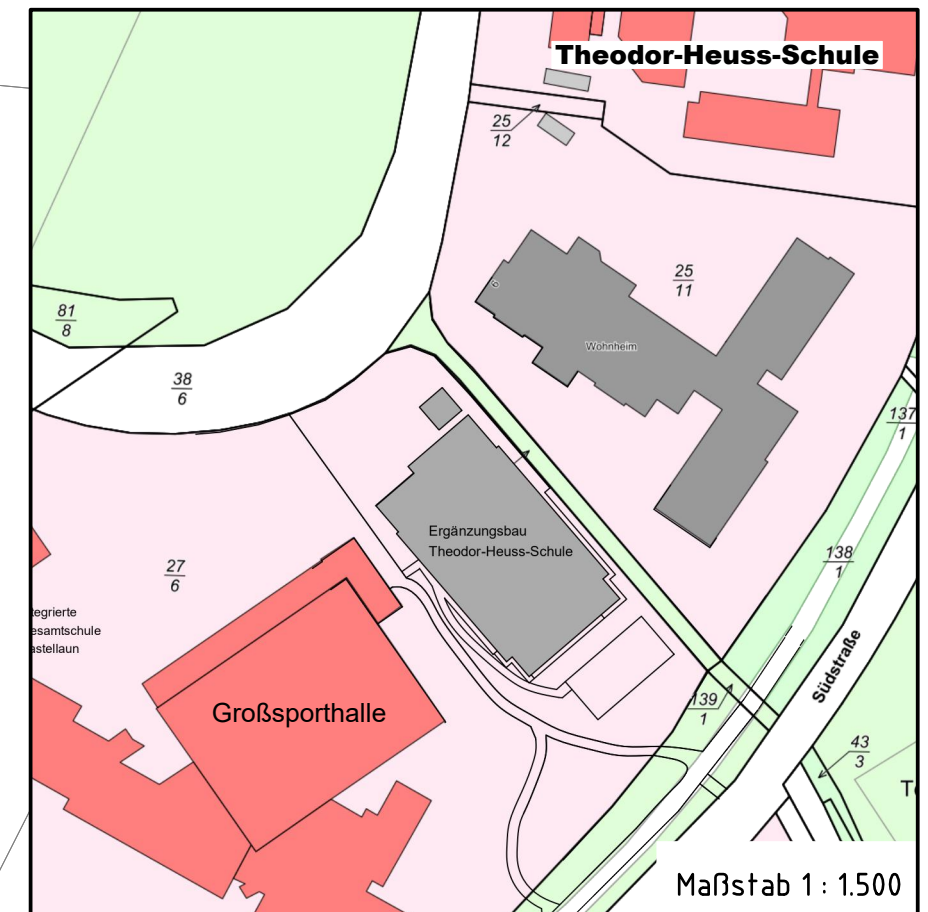 Theodor-Heuss-Schule
25
12
25
11
81
8
Wohnheim
38
6
137
1
Ergänzungsbau
Theodor-Heuss-Schule
138
1
27
6
tegrierte
esamtschule
astellaun
Südstraße
139
1
Großsporthalle
43
3
T
Maßstab 1 : 1.500